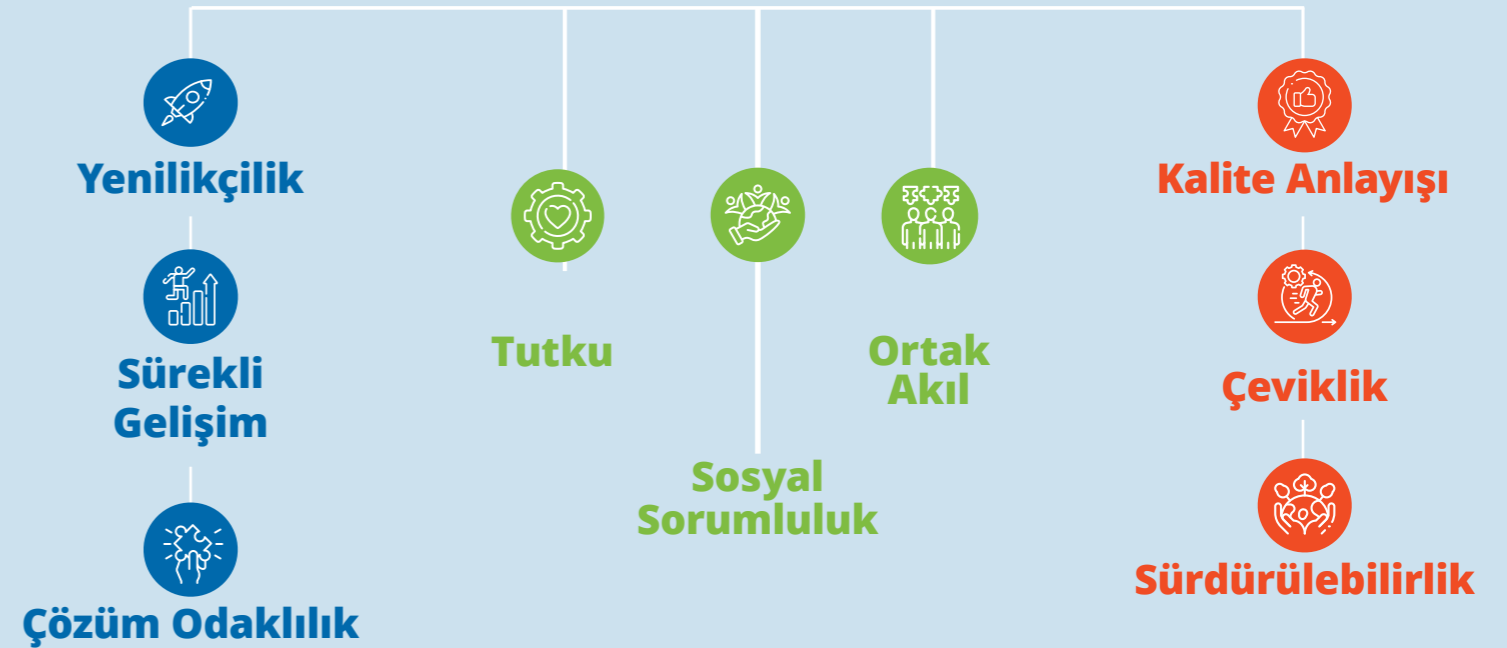 Yenilikçilik
Sürekli
Gelişim
Çözüm Odaklılık
Tutku
Sosyal
Sorumluluk
Ortak
Akıl
Kalite Anlayışı
Çeviklik
Sürdürülebilirlik